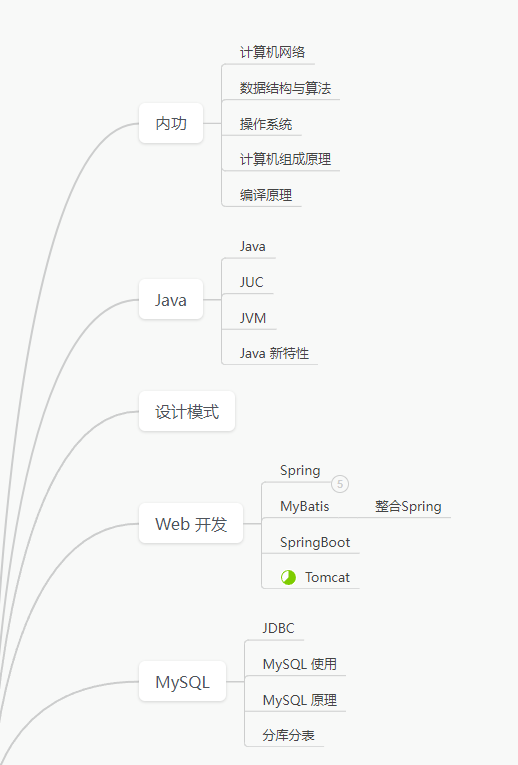 计算机网络
数据结构与算法
内功
操作系统
计算机组成原理
编译原理
Java
JUC
Java
JVM
Java 新特性
设计模式
Spring
5
MyBatis
整合Spring
Web 开发
SpringBoot
Tomcat
JDBC
MySQL 使用
MySQL
MySQL 原理
分库分表